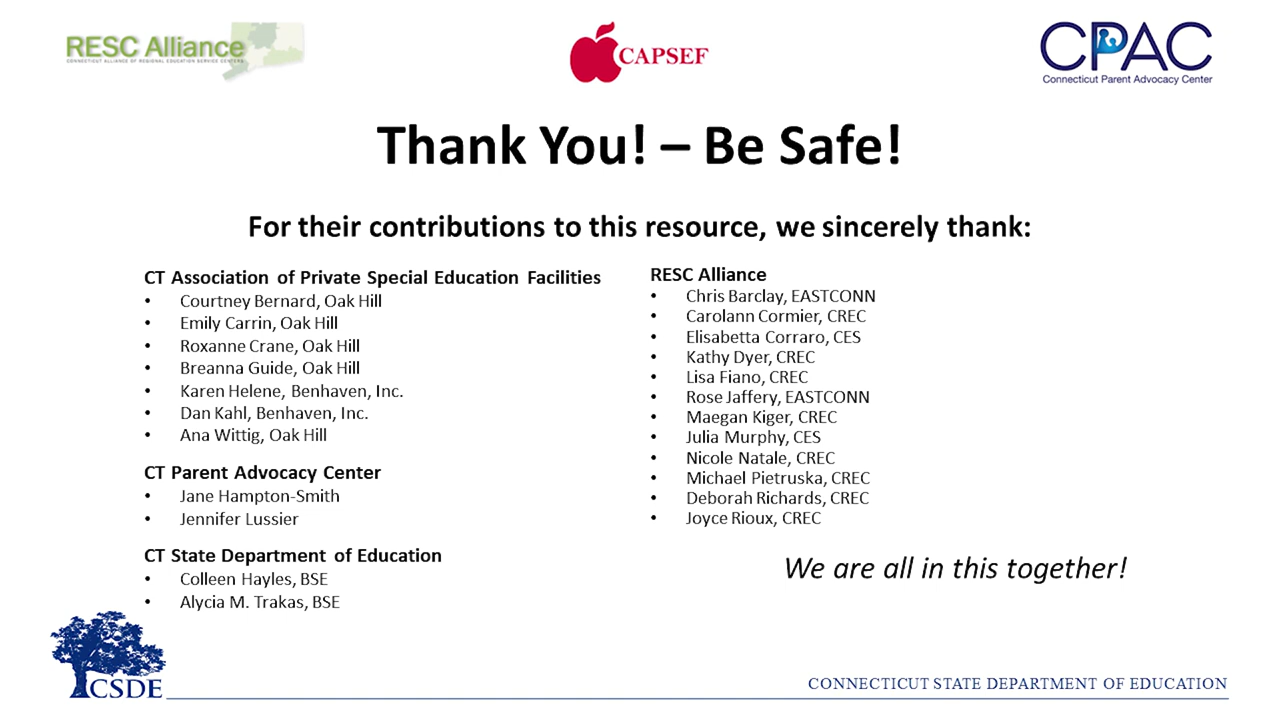 RESC Alliance
CONNECTICUT ALLIANCE OF REGIONAL EDUCATION SERVICE CENTERS
CAPSEF
CPAC
Connecticut Parent Advocacy Center
Thank You! – Be Safe!
For their contributions to this resource, we sincerely thank:
CT Association of Private Special Education Facilities
• Courtney Bernard, Oak Hill
• Emily Carrin, Oak Hill
• Roxanne Crane, Oak Hill
• Breanna Guide, Oak Hill
• Karen Helene, Benhaven, Inc.
• Dan Kahl, Benhaven, Inc.
• Ana Wittig, Oak Hill
CT Parent Advocacy Center
• Jane Hampton-Smith
• Jennifer Lussier
CT State Department of Education
• Colleen Hayles, BSE
• Alycia M. Trakas, BSE
RESC Alliance
• Chris Barclay, EASTCONN
• Carolann Cormier, CREC
• Elisabetta Corraro, CES
• Kathy Dyer, CREC
• Lisa Fiano, CREC
• Rose Jaffery, EASTCONN
• Maegan Kiger, CREC
• Julia Murphy, CES
• Nicole Natale, CREC
• Michael Pietruska, CREC
• Deborah Richards, CREC
• Joyce Rioux, CREC
We are all in this together!
CSDE
CONNECTICUT STATE DEPARTMENT OF EDUCATION